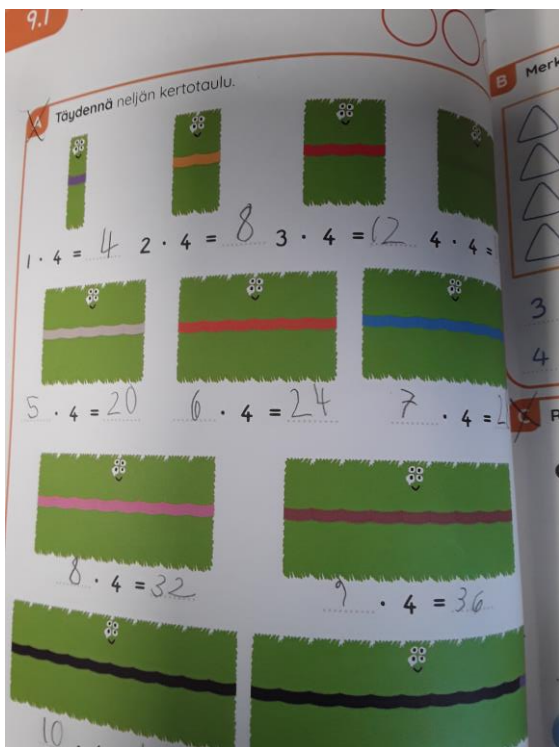 9.1
A Täydennä neljän kertotaulu.
1 · 4 = 4 2 · 4 = 8 3 · 4 = 12 4 · 4 =
5 · 4 = 20 6 · 4 = 24 7 · 4 = 2
8 · 4 = 32 9 · 4 = 36
10
B Merk
3
4
R